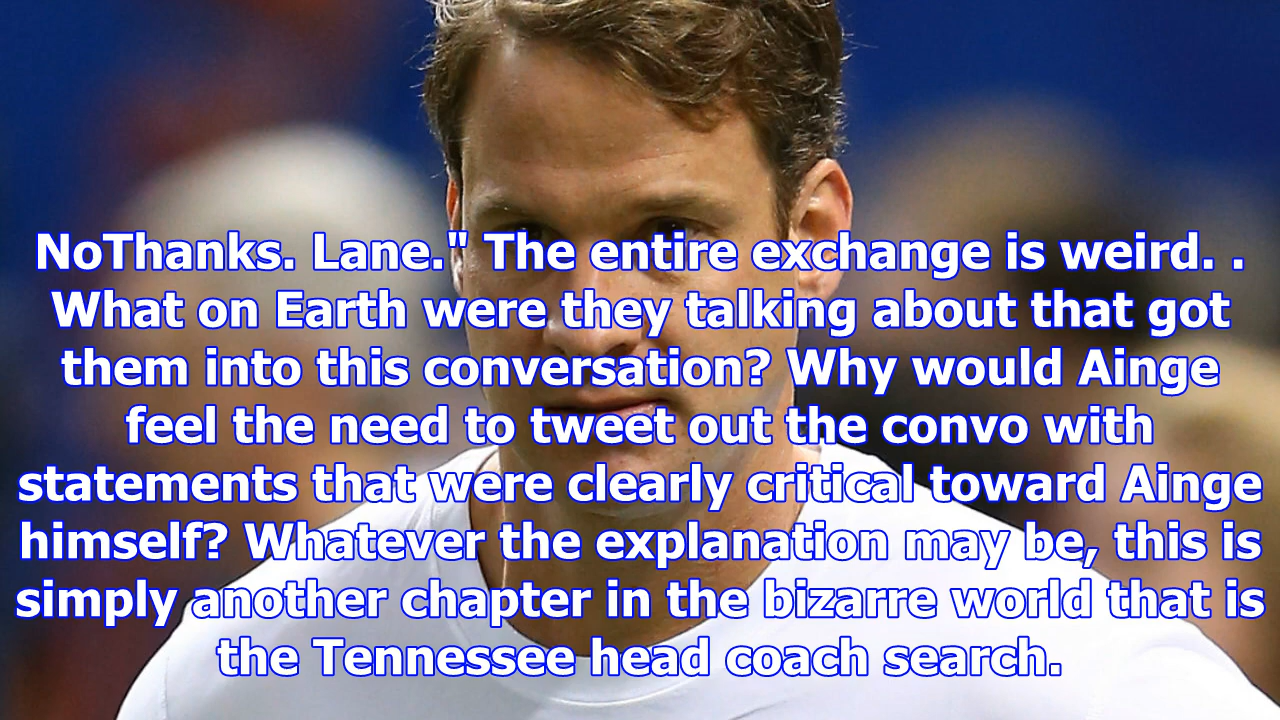 NoThanks. Lane." The entire exchange is weird. .
What on Earth were they talking about that got
them into this conversation? Why would Ainge
feel the need to tweet out the convo with
statements that were clearly critical toward Ainge
himself? Whatever the explanation may be, this is
simply another chapter in the bizarre world that is
the Tennessee head coach search.